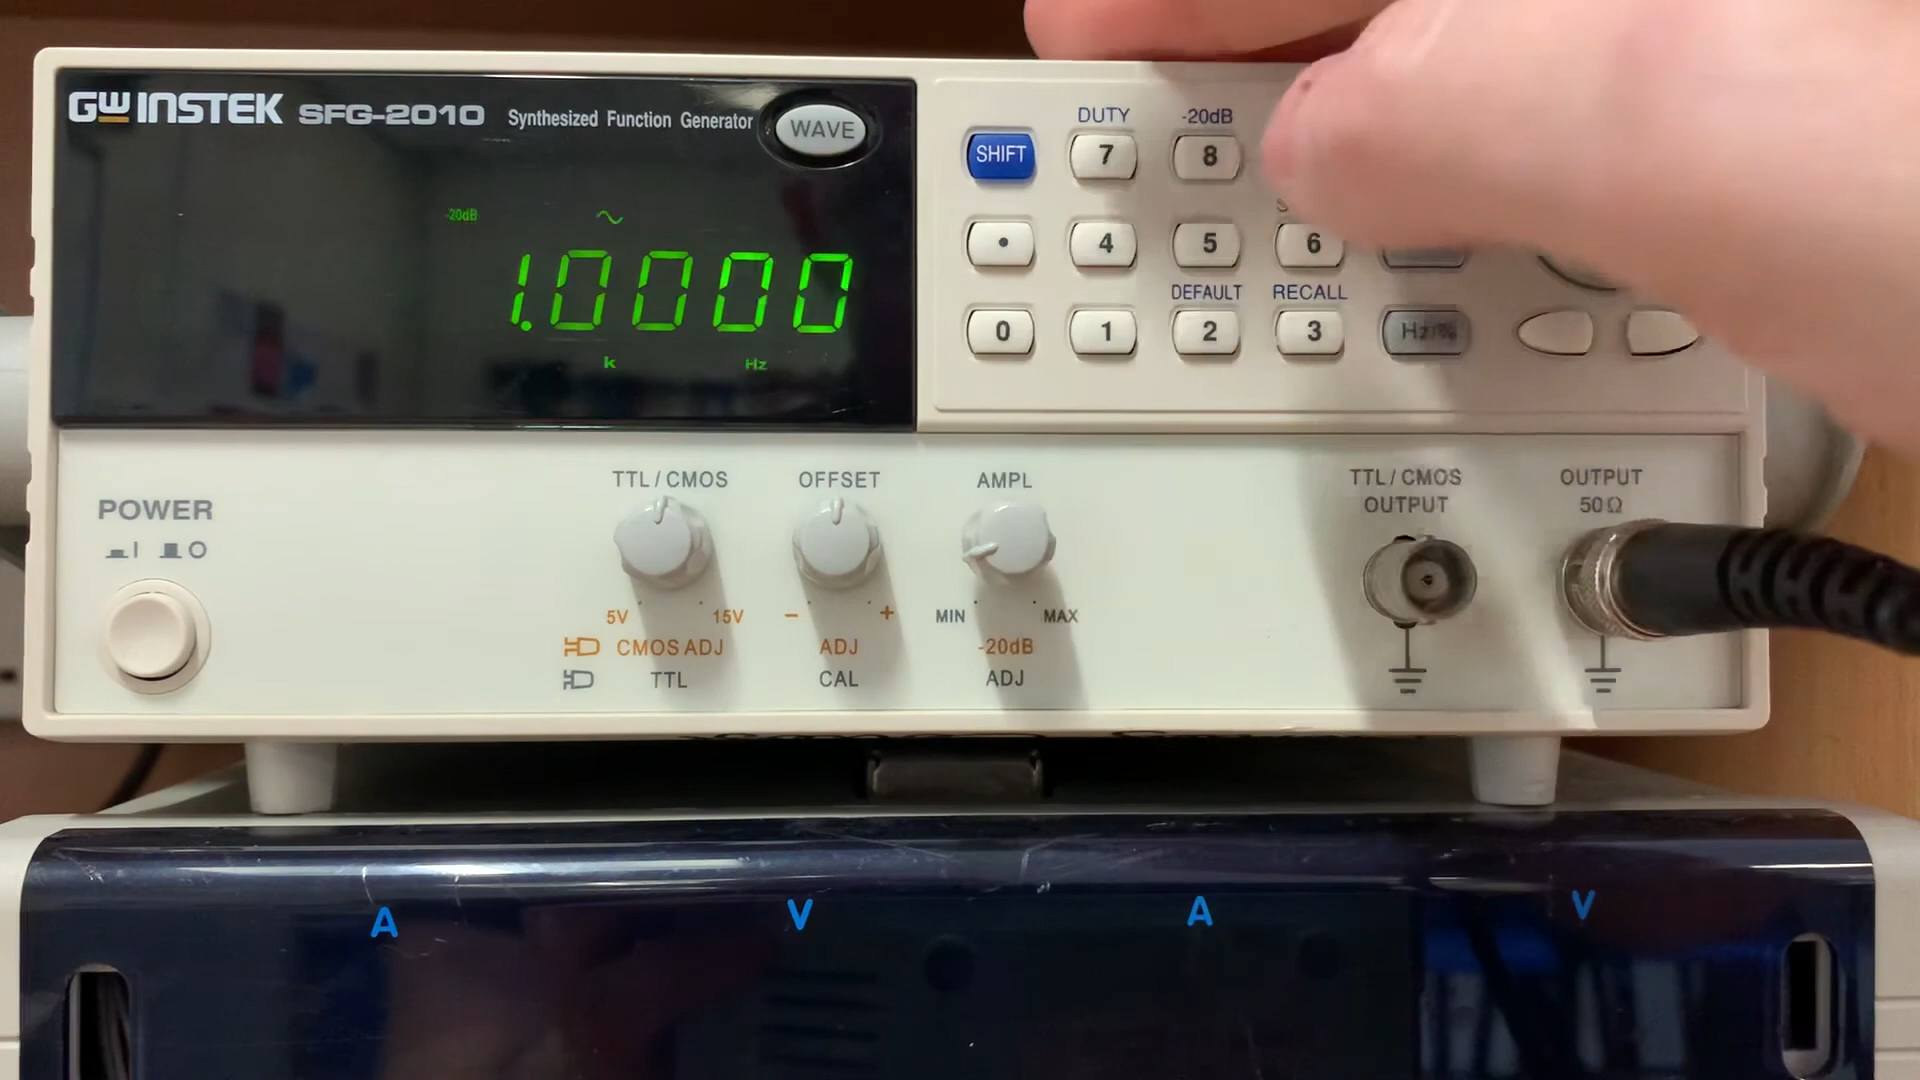 GW INSTEK SFG-2010 Synthesized Function Generator WAVE
-20dB
1.0000
k Hz
DUTY -20dB
SHIFT 7 8
. 4 5 6
DEFAULT RECALL
0 1 2 3 Hz/%
POWER
I O
TTL/CMOS OFFSET AMPL
5V 15V - + MIN MAX
CMOS ADJ ADJ -20dB
TTL CAL ADJ
TTL/CMOS OUTPUT
OUTPUT 50Ω
A V A V